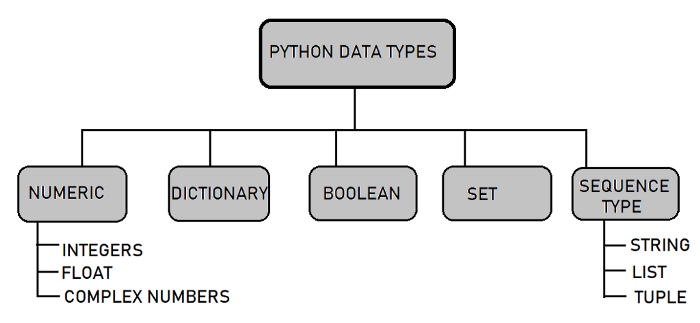 PYTHON DATA TYPES
NUMERIC
DICTIONARY
BOOLEAN
SET
SEQUENCE
TYPE
INTEGERS
FLOAT
COMPLEX NUMBERS
STRING
LIST
TUPLE